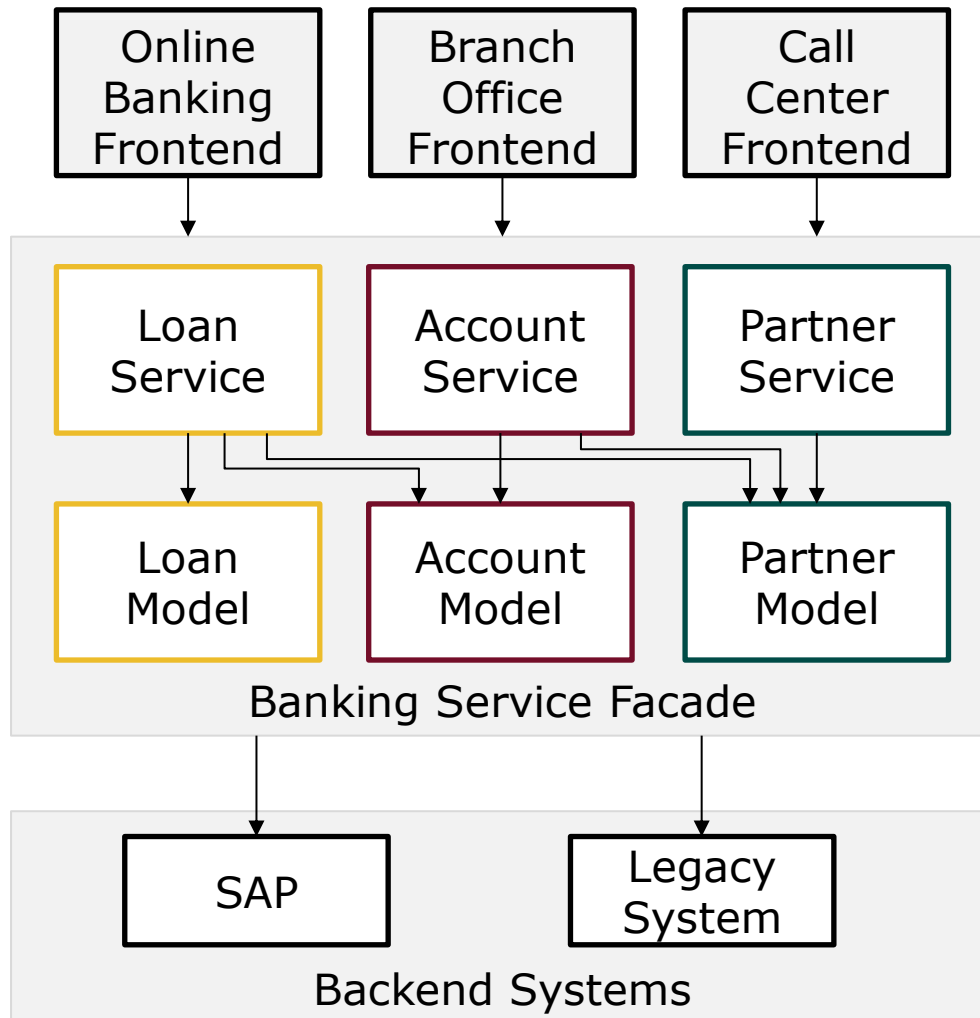 Online
Banking
Frontend
Branch
Office
Frontend
Call
Center
Frontend
Loan
Service
Account
Service
Partner
Service
Loan
Model
Account
Model
Partner
Model
Banking Service Facade
SAP
Legacy
System
Backend Systems